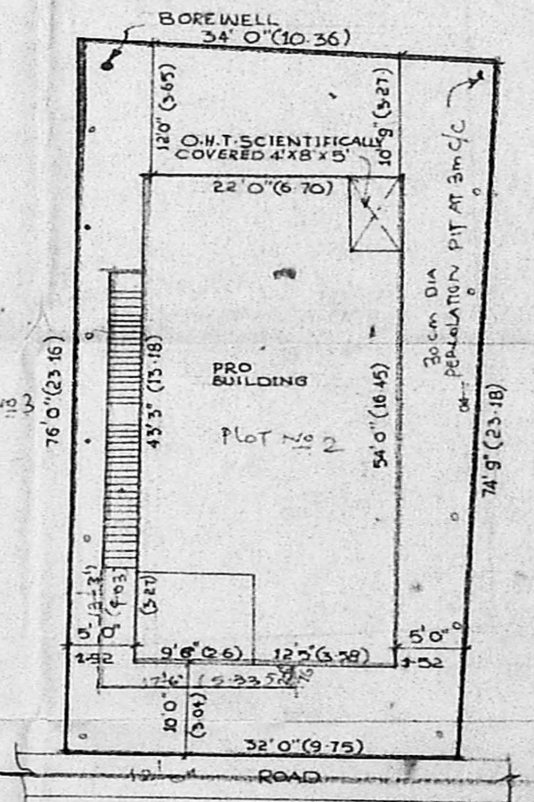 BOREWELL
34' 0"(10.36)
12'0" (3.65)
10' 9" (3.27)
O.H.T. SCIENTIFICALLY
COVERED 4'X8'X5'
22'0"(6.70)
30 cm DIA
PERCOLATION PIT AT 3m C/C
76'0"(23.16)
43'3" (13.18)
PRO
BUILDING
PLOT No 2
54'0" (16.45)
74'9" (23.18)
(4.03)
(3.27)
5'0"
1.52
9'6"(2.6)
12'5"(3.58)
1.52
10'0"
(3.04)
32'0"(9.75)
ROAD